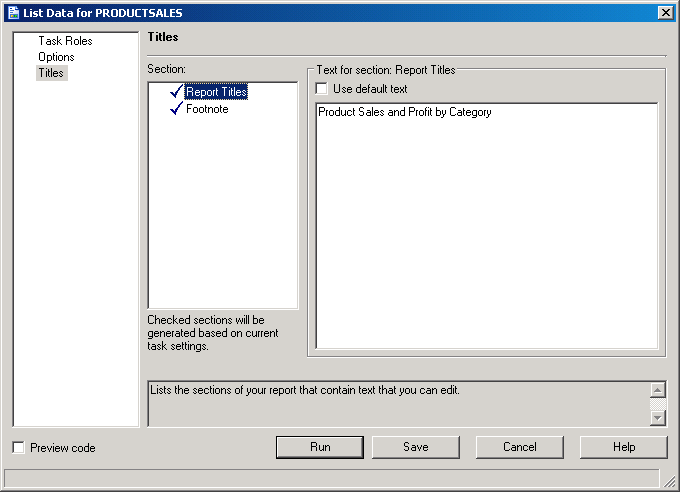 List Data for PRODUCTSALES
Task Roles
Options
Titles
Titles
Section:
Report Titles
Footnote
Checked sections will be
generated based on current
task settings.
Text for section: Report Titles
Use default text
Product Sales and Profit by Category
Lists the sections of your report that contain text that you can edit.
Preview code
Run
Save
Cancel
Help